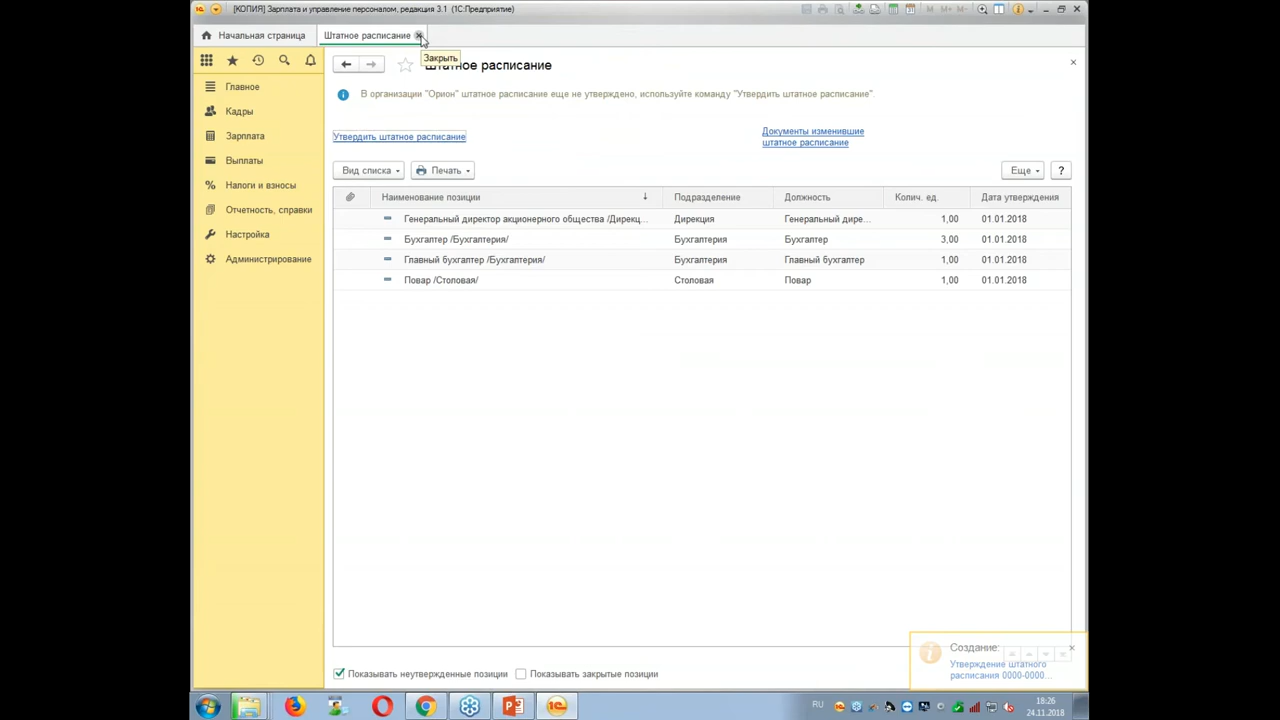 [КОПИЯ] Зарплата и управление персоналом, редакция 3.1 (1С:Предприятие)
M M+ M-
Начальная страница
Штатное расписание
Закрыть
Штатное расписание
В организации "Орион" штатное расписание еще не утверждено, используйте команду "Утвердить штатное расписание".
Главное
Кадры
Зарплата
Выплаты
Налоги и взносы
Отчетность, справки
Настройка
Администрирование
Утвердить штатное расписание
Документы изменившие
штатное расписание
Вид списка
Печать
Еще
?
Наименование позиции ↓ Подразделение Должность Колич. ед. Дата утверждения
Генеральный директор акционерного общества /Дирекц... Дирекция Генеральный дире... 1,00 01.01.2018
Бухгалтер /Бухгалтерия/ Бухгалтерия Бухгалтер 3,00 01.01.2018
Главный бухгалтер /Бухгалтерия/ Бухгалтерия Главный бухгалтер 1,00 01.01.2018
Повар /Столовая/ Столовая Повар 1,00 01.01.2018
Создание:
Утверждение штатного
расписания 0000-0000...
Показывать неутвержденные позиции
Показывать закрытые позиции
RU
18:26
24.11.2018